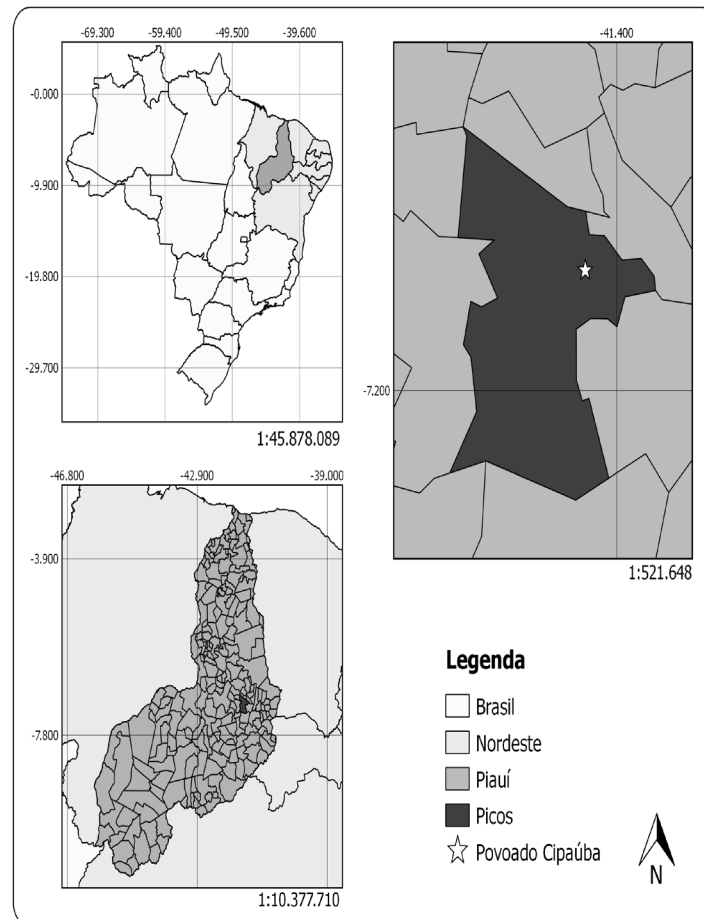 -69.300 -59.400 -49.500 -39.600
-0.000
-9.900
-19.800
-29.700
1:45.878.089
-41.400
-7.200
1:521.648
-46.800 -42.900 -39.000
-3.900
-7.800
1:10.377.710
Legenda
Brasil
Nordeste
Piauí
Picos
Povoado Cipaúba
N